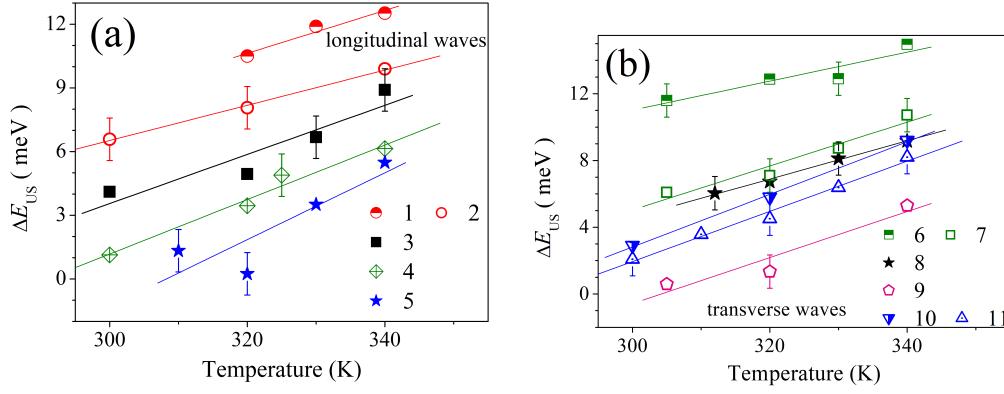 (a)
longitudinal waves
ΔE_US (meV)
12
9
6
3
0
1 2
3
4
5
300 320 340
Temperature (K)
(b)
ΔE_US (meV)
12
8
4
0
6 7
8
9
10 11
transverse waves
300 320 340
Temperature (K)